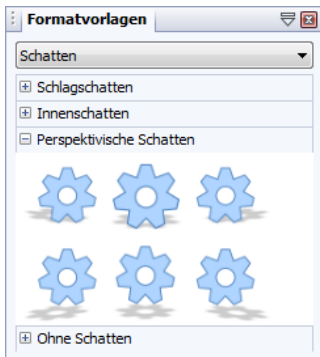 Formatvorlagen
Schatten
Schlagschatten
Innenschatten
Perspektivische Schatten
Ohne Schatten